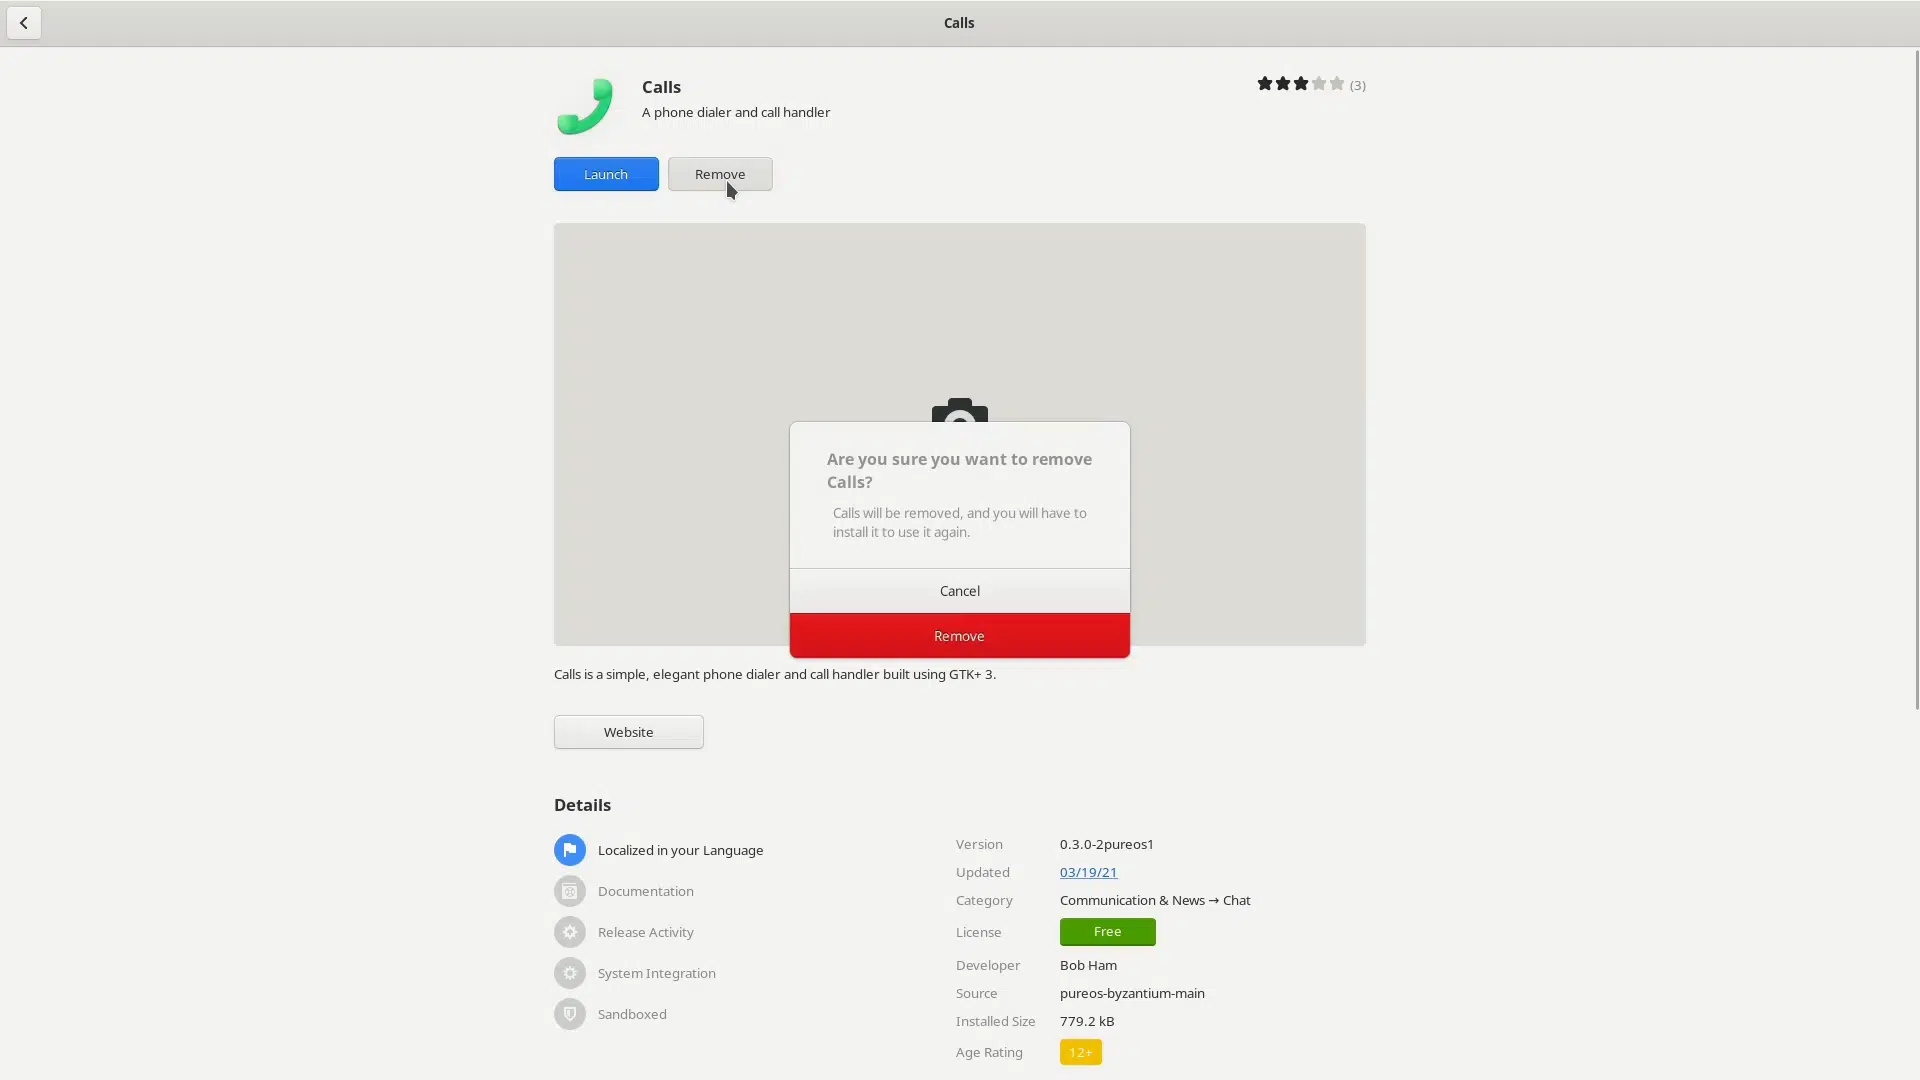 Calls
Calls
A phone dialer and call handler
(3)
Launch
Remove
Are you sure you want to remove
Calls?
Calls will be removed, and you will have to
install it to use it again.
Cancel
Remove
Calls is a simple, elegant phone dialer and call handler built using GTK+ 3.
Website
Details
Localized in your Language
Documentation
Release Activity
System Integration
Sandboxed
Version 0.3.0-2pureos1
Updated 03/19/21
Category Communication & News → Chat
License Free
Developer Bob Ham
Source pureos-byzantium-main
Installed Size 779.2 kB
Age Rating 12+